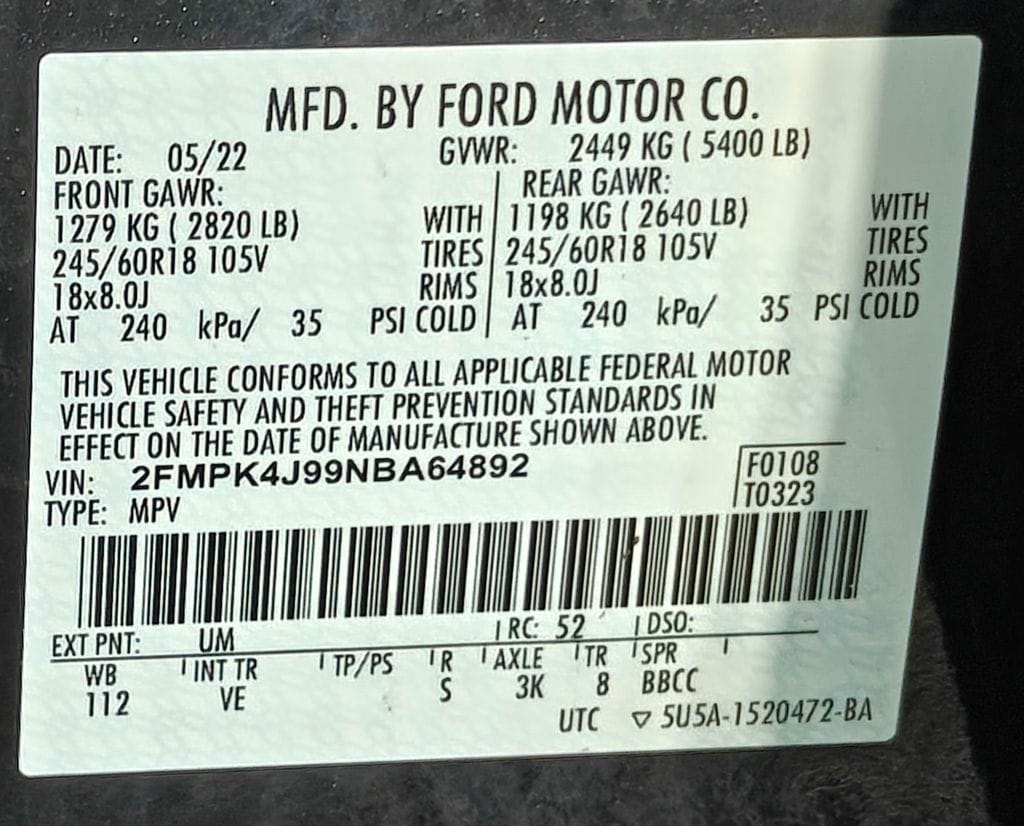 MFD. BY FORD MOTOR CO.
DATE: 05/22 GVWR: 2449 KG ( 5400 LB)
FRONT GAWR: REAR GAWR:
1279 KG ( 2820 LB) WITH 1198 KG ( 2640 LB) WITH
245/60R18 105V TIRES 245/60R18 105V TIRES
18x8.0J RIMS 18x8.0J RIMS
AT 240 kPa/ 35 PSI COLD AT 240 kPa/ 35 PSI COLD
THIS VEHICLE CONFORMS TO ALL APPLICABLE FEDERAL MOTOR
VEHICLE SAFETY AND THEFT PREVENTION STANDARDS IN
EFFECT ON THE DATE OF MANUFACTURE SHOWN ABOVE.
VIN: 2FMPK4J99NBA64892 F0108
TYPE: MPV T0323
EXT PNT: UM RC: 52 DSO:
WB INT TR TP/PS R AXLE TR SPR
112 VE S 3K 8 BBCC
UTC ▽ 5U5A-1520472-BA